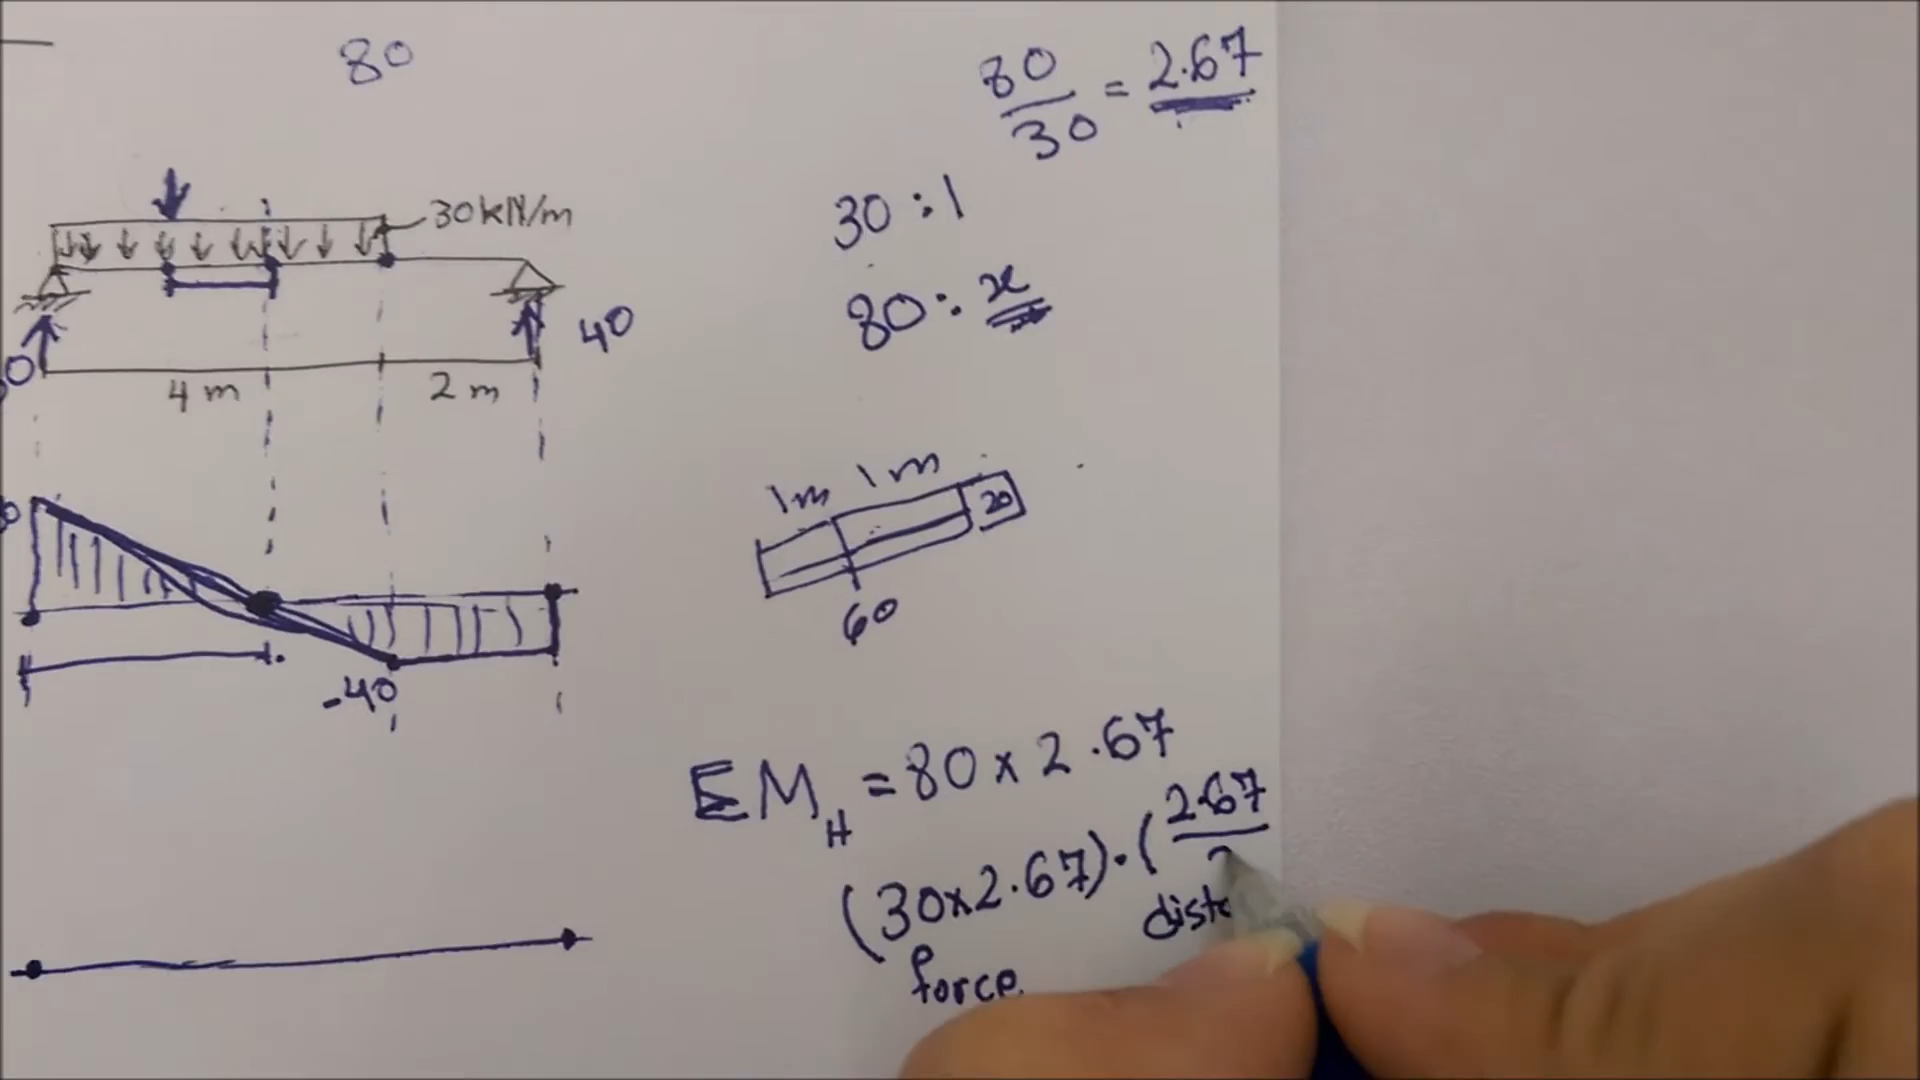 80
80
30
= 2.67
30 : 1
80 : x
30kN/m
40
4 m
2 m
1m 1m
20
60
-40
ΣM_H = 80 x 2.67
(30x2.67)·(2.67
force